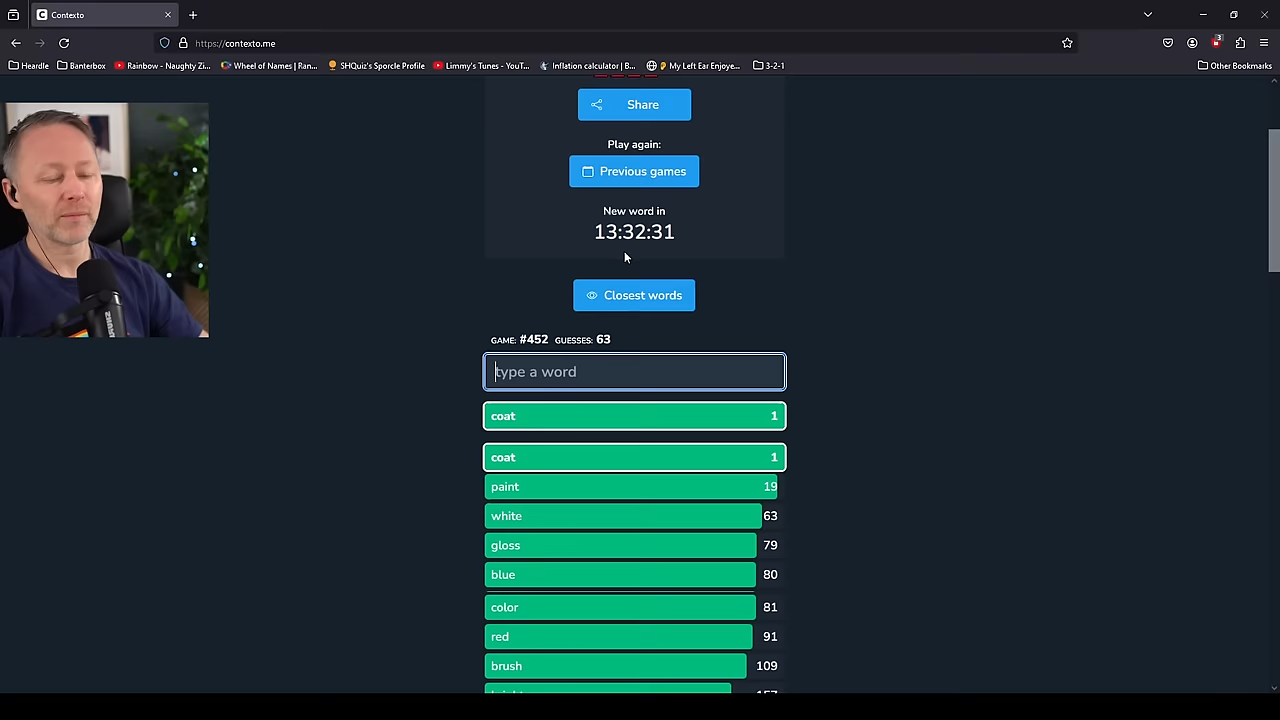 Contexto
https://contexto.me
Heardle
Banterbox
Rainbow - Naughty Zi...
Wheel of Names | Ran...
SHQuiz's Sporcle Profile
Limmy's Tunes - YouT...
Inflation calculator | B...
My Left Ear Enjoye...
3-2-1
Other Bookmarks
3
Share
Play again:
Previous games
New word in
13:32:31
Closest words
GAME: #452 GUESSES: 63
type a word
coat 1
coat 1
paint 19
white 63
gloss 79
blue 80
color 81
red 91
brush 109